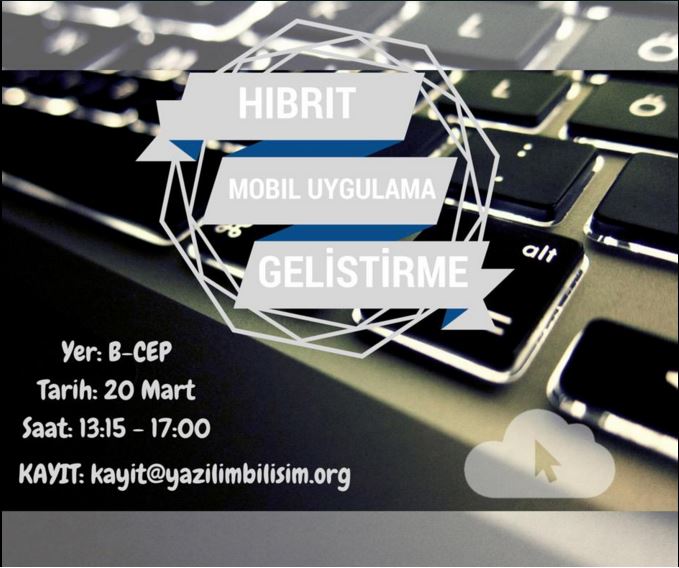 HIBRIT
MOBIL UYGULAMA
GELİSTİRME
alt
Yer: B-CEP
Tarih: 20 Mart
Saat: 13:15 - 17:00
KAYIT: kayit@yazilimbilisim.org